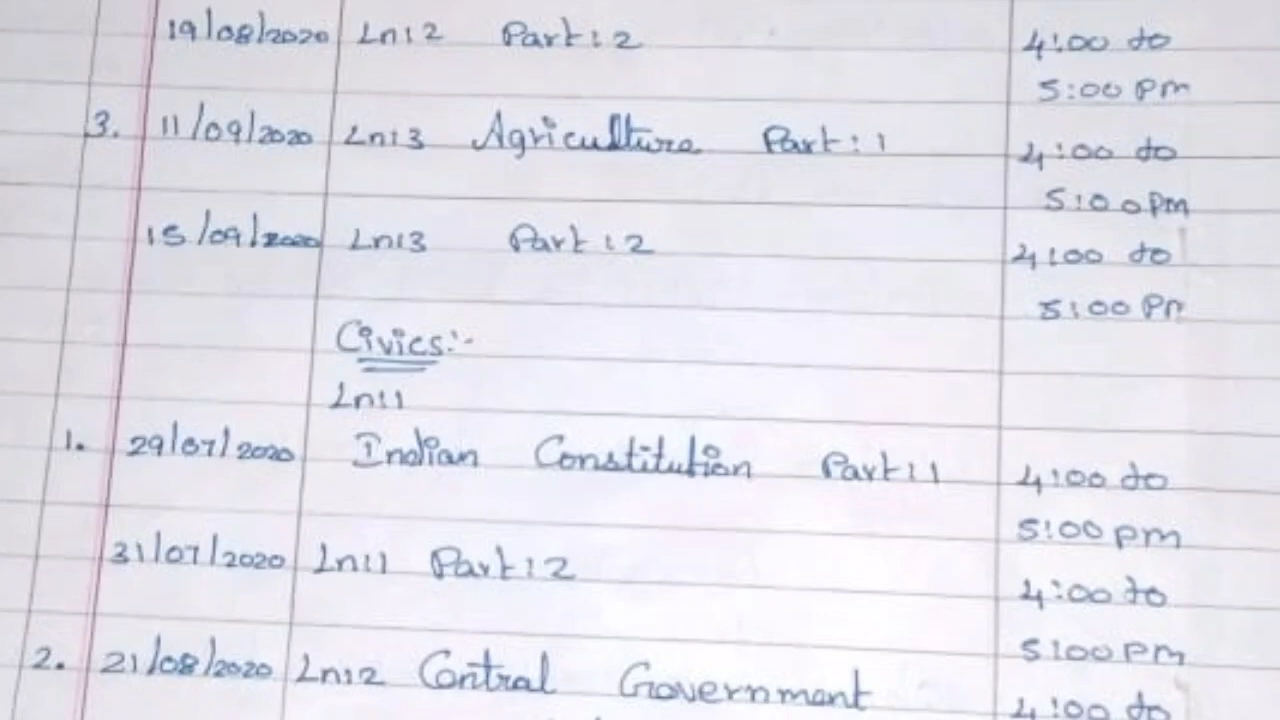 19/08/2020 Ln:2 Part:2 4:00 to
5:00 pm
3. 11/09/2020 Ln:3 Agriculture Part:1 4:00 to
5:00pm
15/09/2020 Ln:3 Part:2 4:00 to
5:00 Pm
Civics:-
Ln:1
1. 29/07/2020 Indian Constitution Part:1 4:00 to
5:00 pm
31/07/2020 Ln:1 Part:2 4:00 to
5:00 pm
2. 21/08/2020 Ln:2 Contral Government 4:00 to